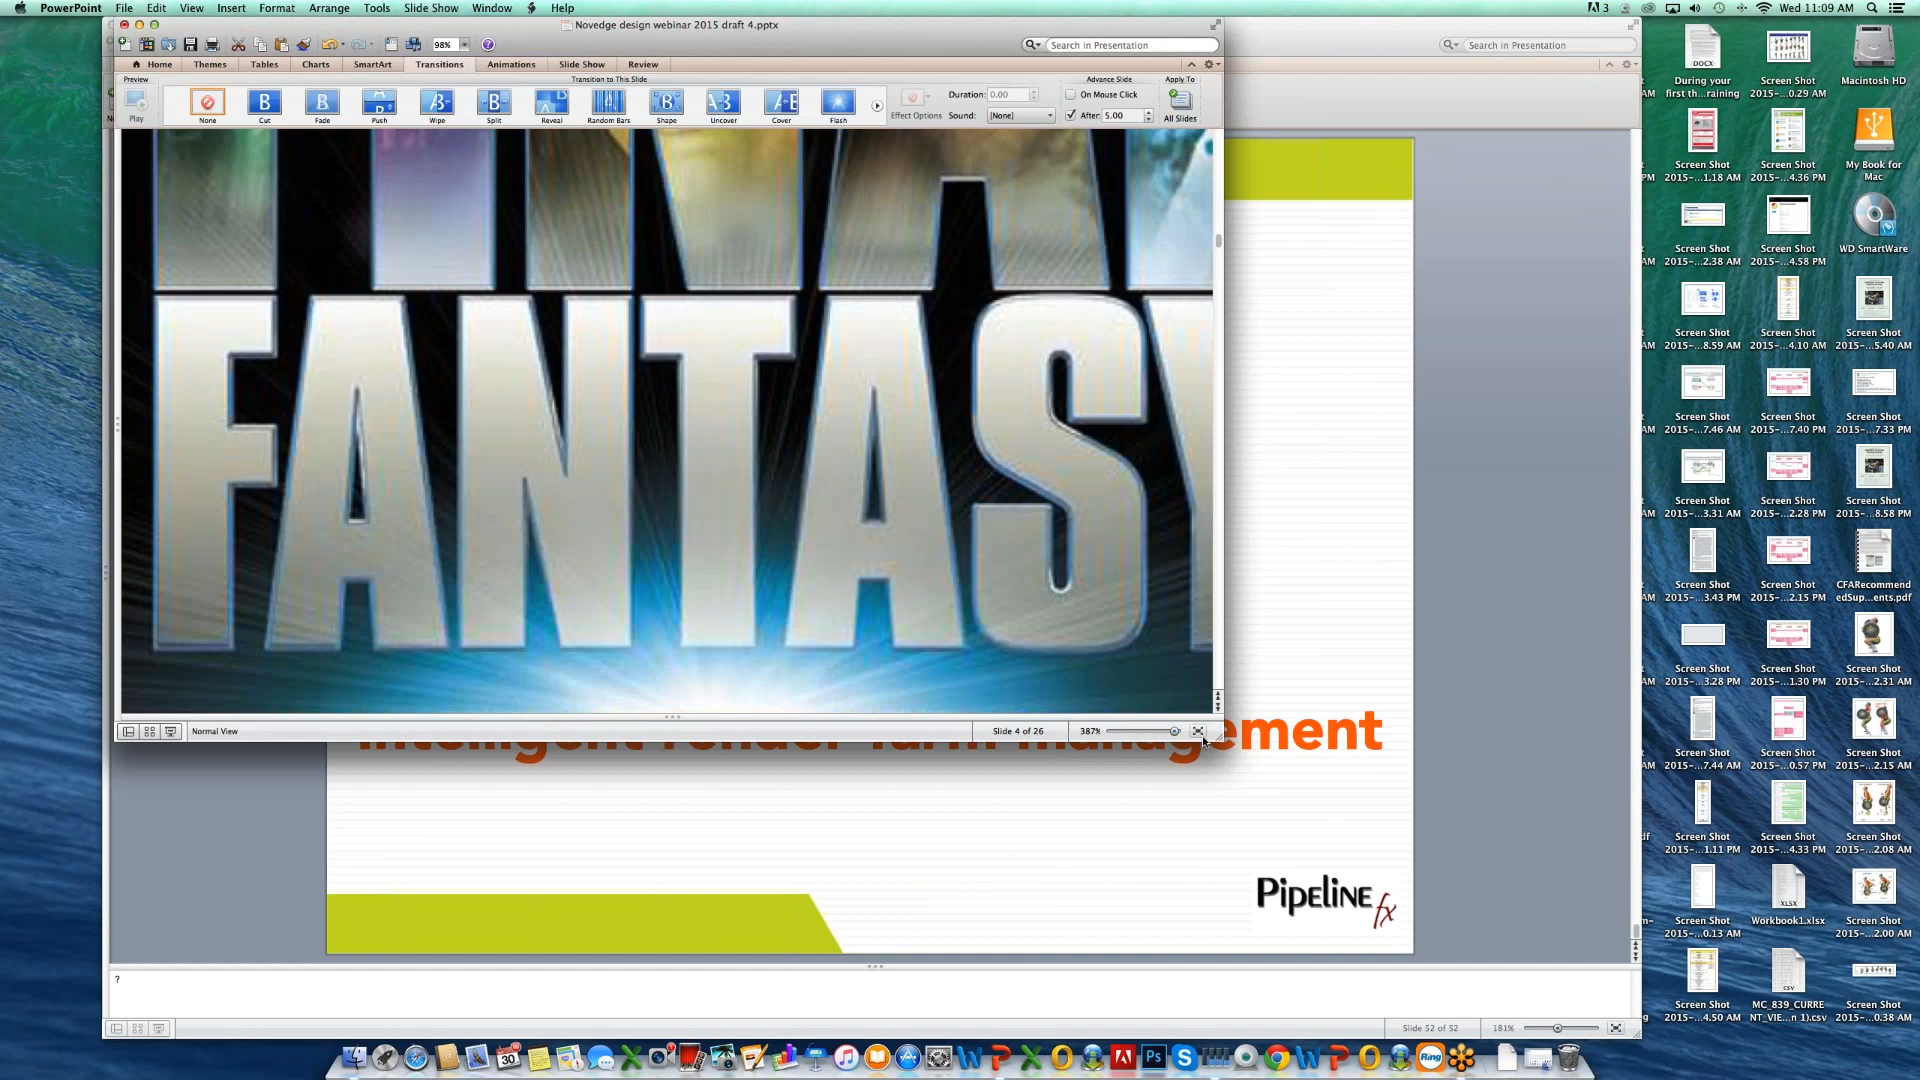 PowerPoint File Edit View Insert Format Arrange Tools Slide Show Window Help
3 Wed 11:09 AM
Novedge design webinar 2015 draft 4.pptx
98% Search in Presentation
Search in Presentation
Home Themes Tables Charts SmartArt Transitions Animations Slide Show Review
Preview Transition to This Slide Advance Slide Apply To
Duration: 0.00 On Mouse Click
Play None Cut Fade Push Wipe Split Reveal Random Bars Shape Uncover Cover Flash Effect Options Sound: [None] After: 5.00 All Slides
FANTASY
Normal View Slide 4 of 26 387%
intelligent render farm management
PipelineFX
?
Slide 52 of 52 181%
During your first th...raining
Screen Shot 2015-...0.29 AM
Macintosh HD
Screen Shot 2015-...1.18 AM
Screen Shot 2015-...4.36 PM
My Book for Mac
Screen Shot 2015-...2.38 AM
Screen Shot 2015-...4.58 PM
WD SmartWare
Screen Shot 2015-...8.59 AM
Screen Shot 2015-...4.10 AM
Screen Shot 2015-...5.40 AM
Screen Shot 2015-...7.46 AM
Screen Shot 2015-...7.40 PM
Screen Shot 2015-...7.33 PM
Screen Shot 2015-...3.31 AM
Screen Shot 2015-...2.28 PM
Screen Shot 2015-...8.58 PM
Screen Shot 2015-...3.43 PM
Screen Shot 2015-...2.15 PM
CFARecommendedSup...ents.pdf
Screen Shot 2015-...3.28 PM
Screen Shot 2015-...1.30 PM
Screen Shot 2015-...2.31 AM
Screen Shot 2015-...7.44 AM
Screen Shot 2015-...0.57 PM
Screen Shot 2015-...2.15 AM
Screen Shot 2015-...1.11 PM
Screen Shot 2015-...4.33 PM
Screen Shot 2015-...2.08 AM
Screen Shot 2015-...0.13 AM
Workbook1.xlsx
Screen Shot 2015-...2.00 AM
Screen Shot 2015-...4.50 AM
MC_839_CURRENT_VIE...n 1).csv
Screen Shot 2015-...0.38 AM